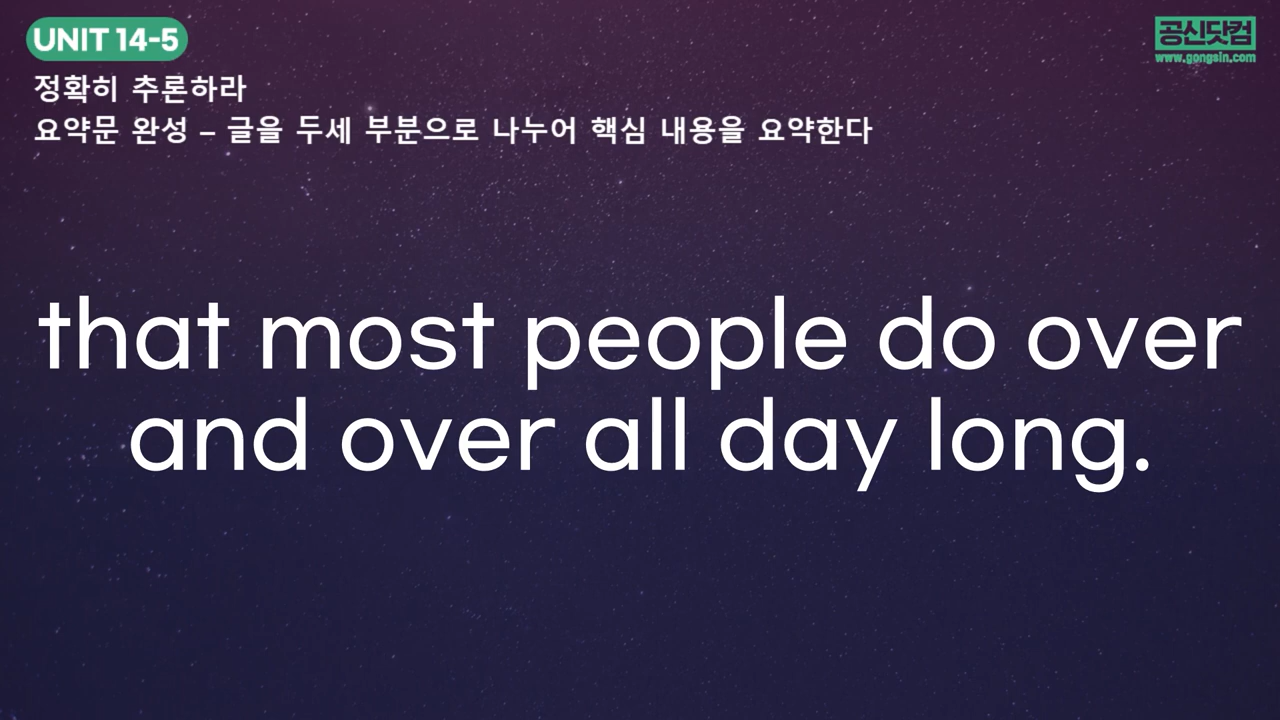 UNIT 14-5
공신닷컴
www.gongsin.com
정확히 추론하라
요약문 완성 – 글을 두세 부분으로 나누어 핵심 내용을 요약한다
that most people do over
and over all day long.